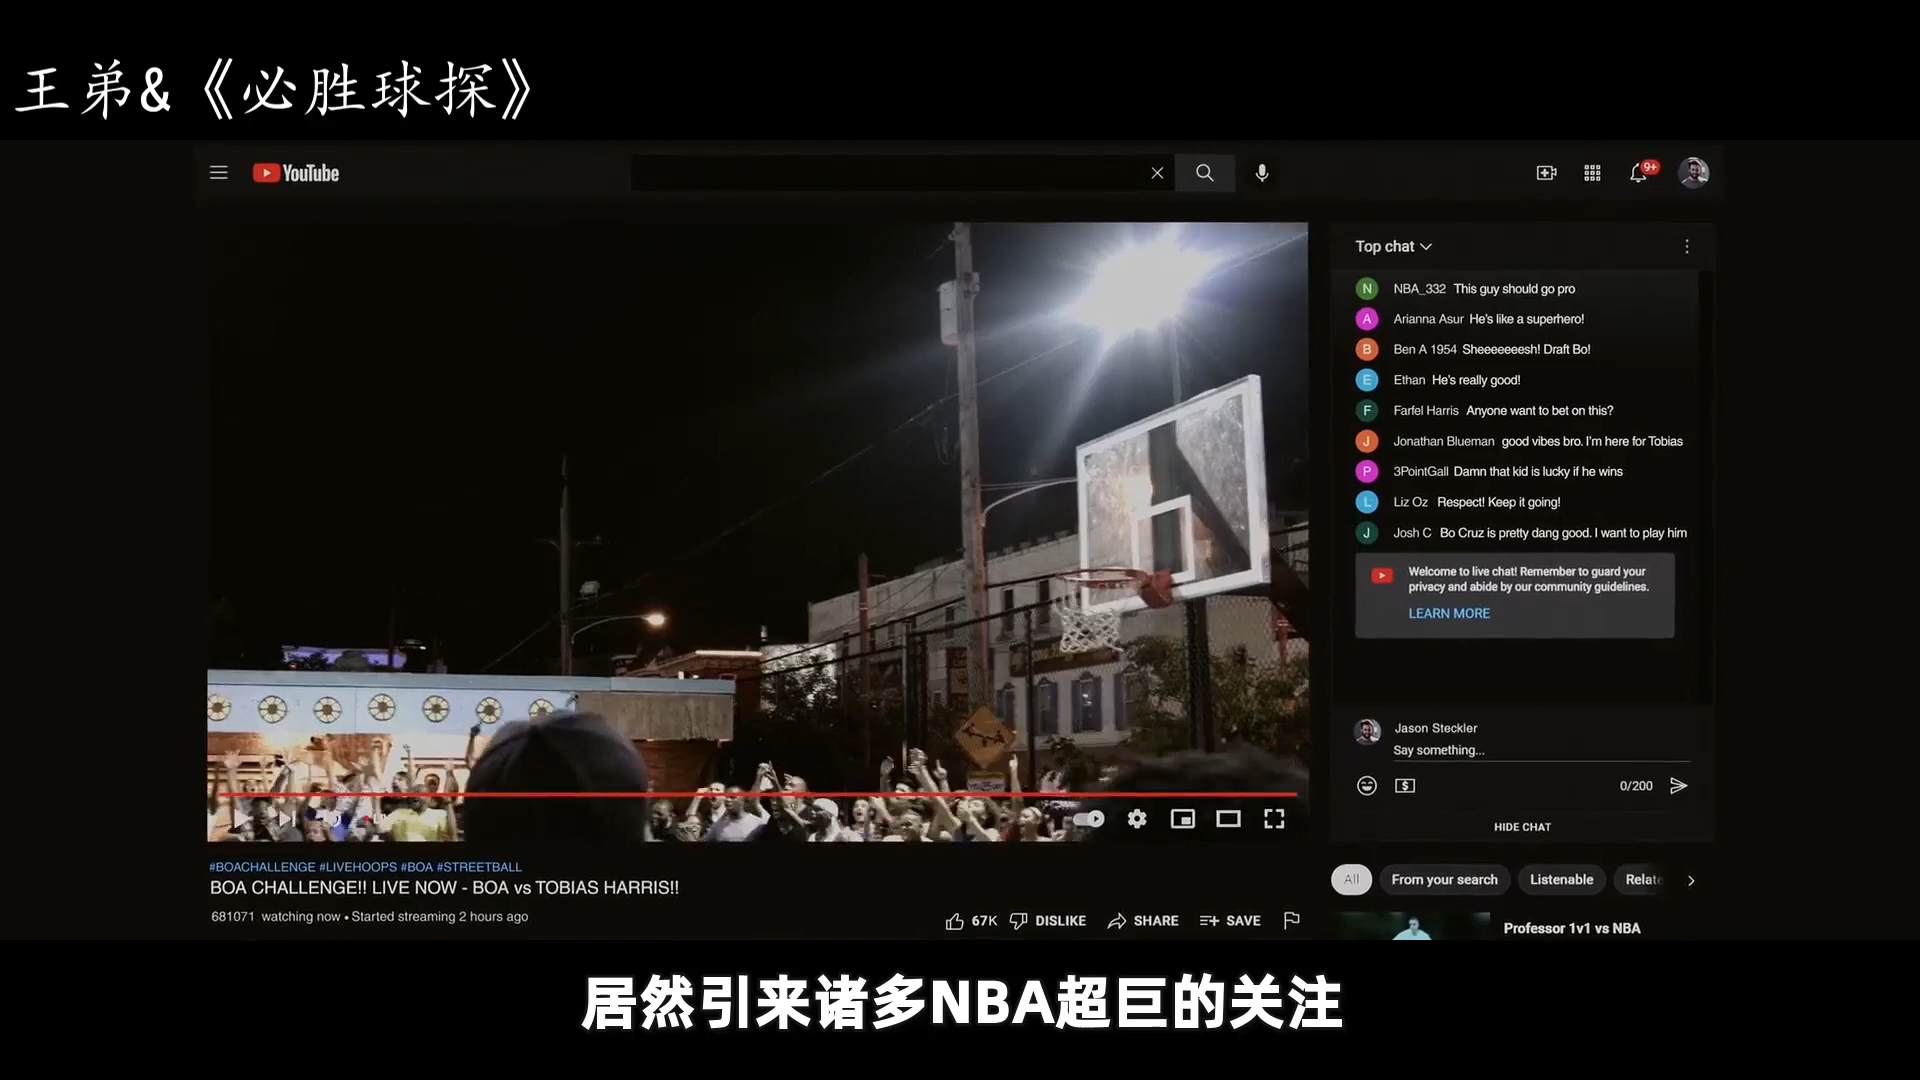 王弟&《必胜球探》
YouTube
9+
Top chat
N NBA_332 This guy should go pro
A Arianna Asur He's like a superhero!
B Ben A 1954 Sheeeeeeesh! Draft Bo!
E Ethan He's really good!
F Farfel Harris Anyone want to bet on this?
J Jonathan Blueman good vibes bro. I'm here for Tobias
P 3PointGall Damn that kid is lucky if he wins
L Liz Oz Respect! Keep it going!
J Josh C Bo Cruz is pretty dang good. I want to play him
Welcome to live chat! Remember to guard your
privacy and abide by our community guidelines.
LEARN MORE
Jason Steckler
Say something...
0/200
HIDE CHAT
#BOACHALLENGE #LIVEHOOPS #BOA #STREETBALL
BOA CHALLENGE!! LIVE NOW - BOA vs TOBIAS HARRIS!!
681071 watching now • Started streaming 2 hours ago
67K DISLIKE SHARE SAVE
All From your search Listenable Relate
Professor 1v1 vs NBA
居然引来诸多NBA超巨的关注